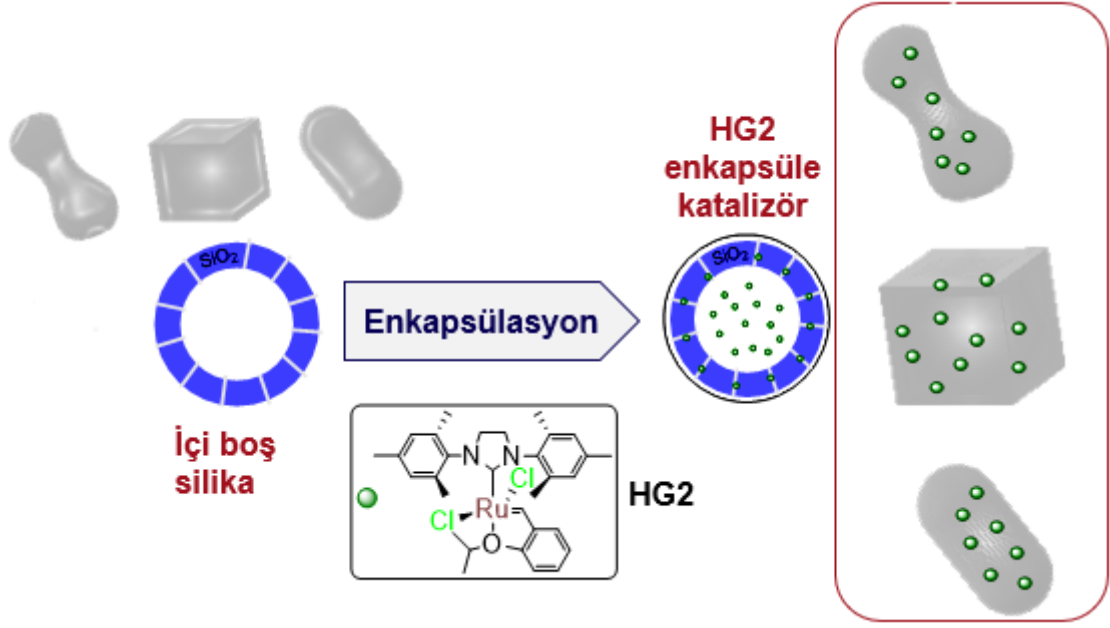 HG2
enkapsüle
katalizör
SiO₂
SiO₂
Enkapsülasyon
İçi boş
silika
N
N
Cl
Ru
Cl
O
HG2